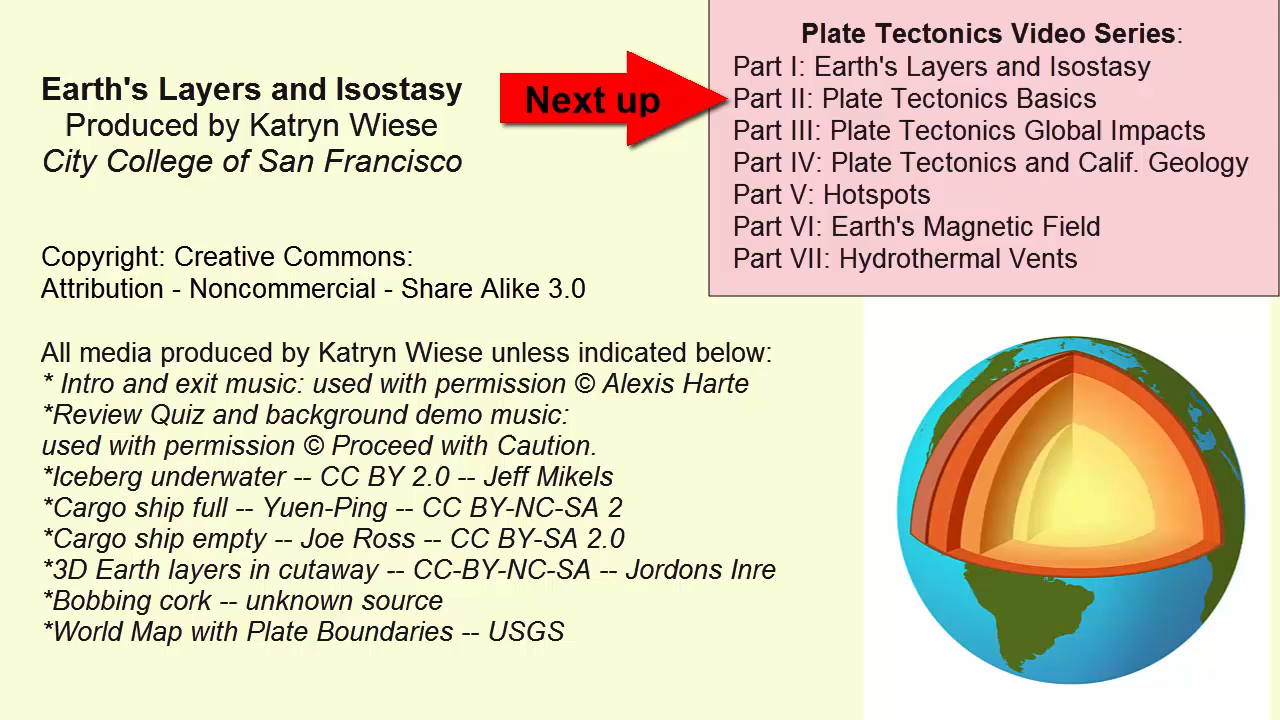 Earth's Layers and Isostasy
Produced by Katryn Wiese
City College of San Francisco
Next up
Plate Tectonics Video Series:
Part I: Earth's Layers and Isostasy
Part II: Plate Tectonics Basics
Part III: Plate Tectonics Global Impacts
Part IV: Plate Tectonics and Calif. Geology
Part V: Hotspots
Part VI: Earth's Magnetic Field
Part VII: Hydrothermal Vents
Copyright: Creative Commons:
Attribution - Noncommercial - Share Alike 3.0
All media produced by Katryn Wiese unless indicated below:
* Intro and exit music: used with permission © Alexis Harte
*Review Quiz and background demo music:
used with permission © Proceed with Caution.
*Iceberg underwater -- CC BY 2.0 -- Jeff Mikels
*Cargo ship full -- Yuen-Ping -- CC BY-NC-SA 2
*Cargo ship empty -- Joe Ross -- CC BY-SA 2.0
*3D Earth layers in cutaway -- CC-BY-NC-SA -- Jordons Inre
*Bobbing cork -- unknown source
*World Map with Plate Boundaries -- USGS